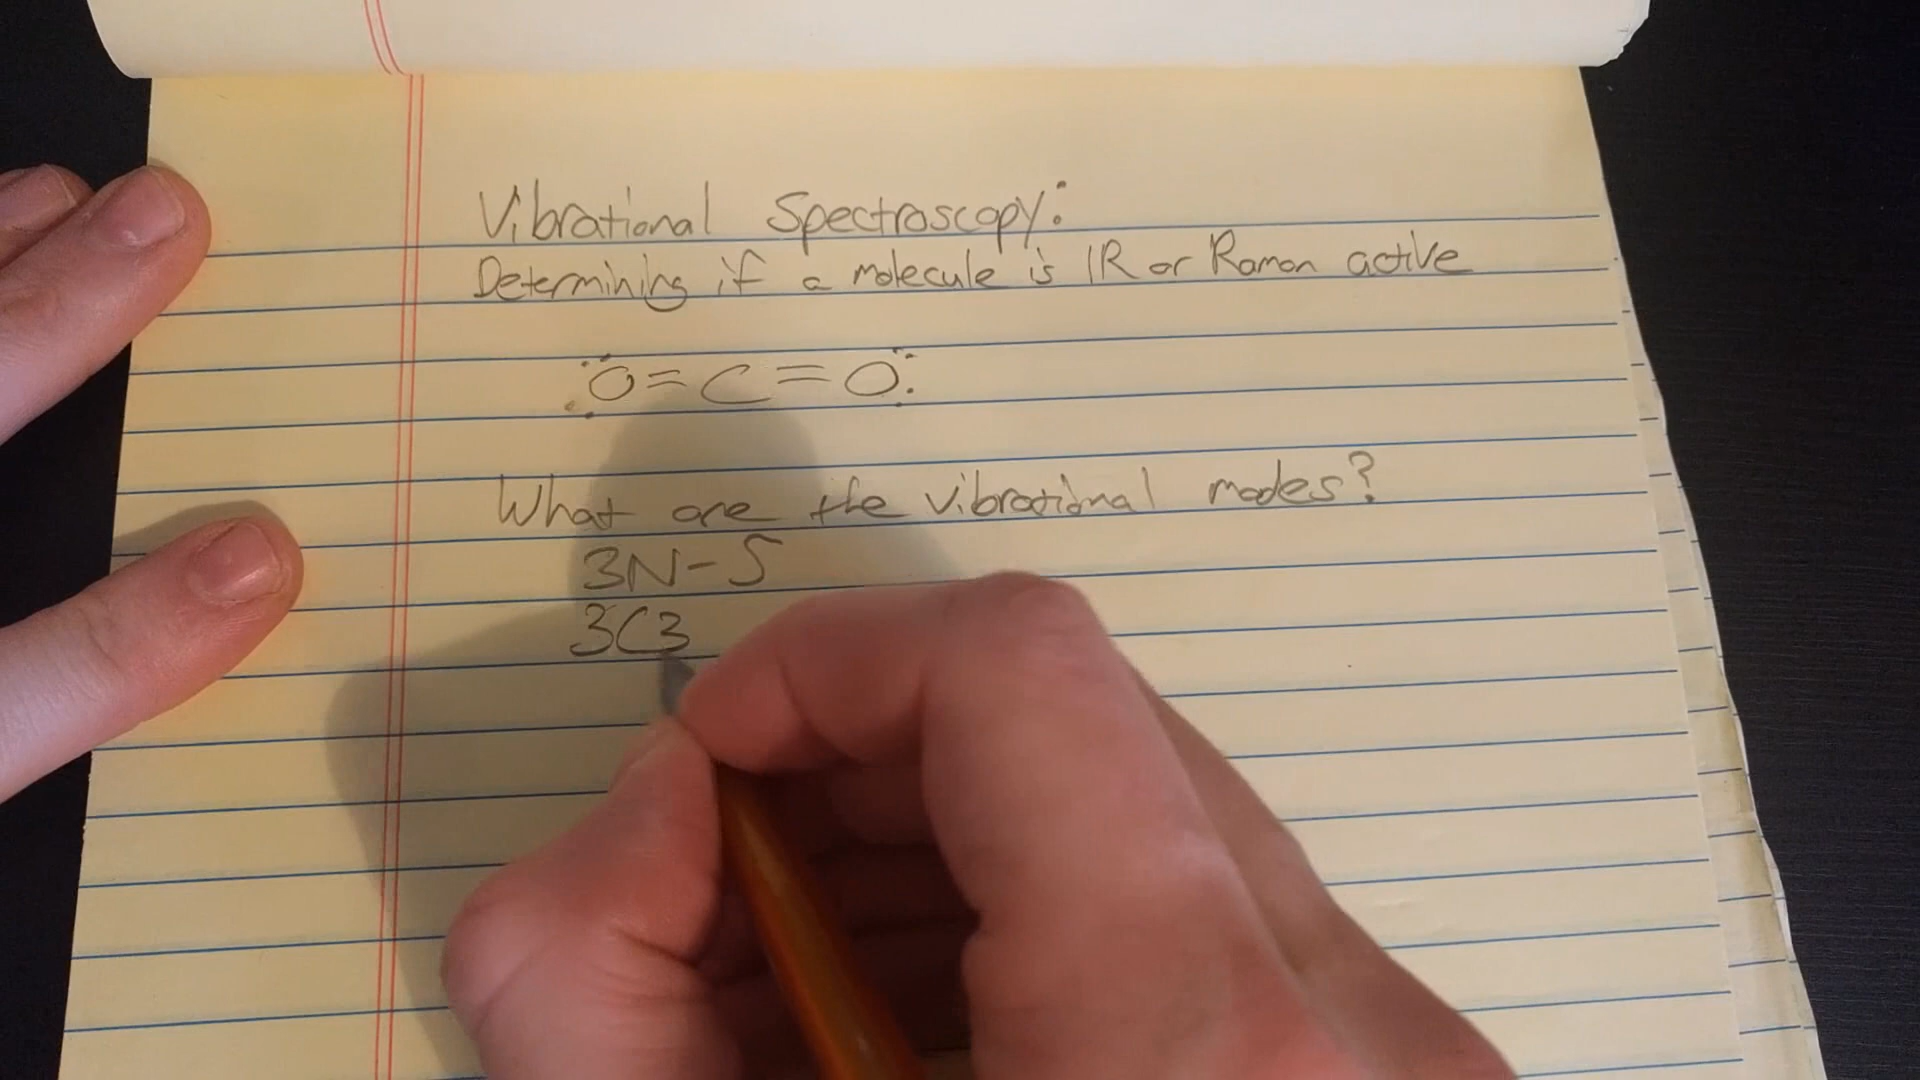 Vibrational Spectroscopy:
Determining if a molecule is IR or Raman active
:O=C=O:
What are the vibrational modes?
3N-5
3(3